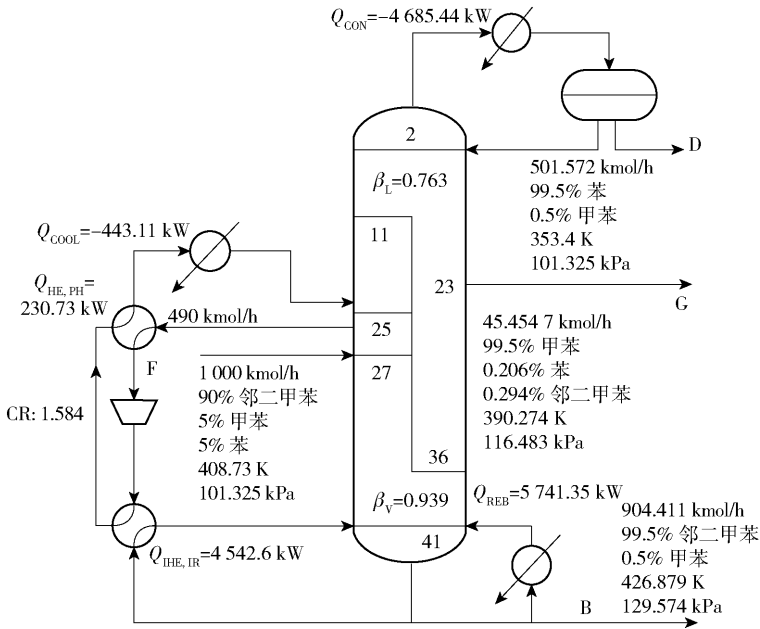 Q_CON=−4 685.44 kW
2
D
β_L=0.763
501.572 kmol/h
99.5% 苯
0.5% 甲苯
353.4 K
101.325 kPa
Q_COOL=−443.11 kW
11
Q_HE, PH=
230.73 kW
23
G
490 kmol/h
25
F
1 000 kmol/h
90% 邻二甲苯
5% 甲苯
5% 苯
408.73 K
101.325 kPa
27
45.454 7 kmol/h
99.5% 甲苯
0.206% 苯
0.294% 邻二甲苯
390.274 K
116.483 kPa
CR: 1.584
36
β_V=0.939
Q_REB=5 741.35 kW
41
Q_IHE, IR=4 542.6 kW
904.411 kmol/h
99.5% 邻二甲苯
0.5% 甲苯
426.879 K
129.574 kPa
B